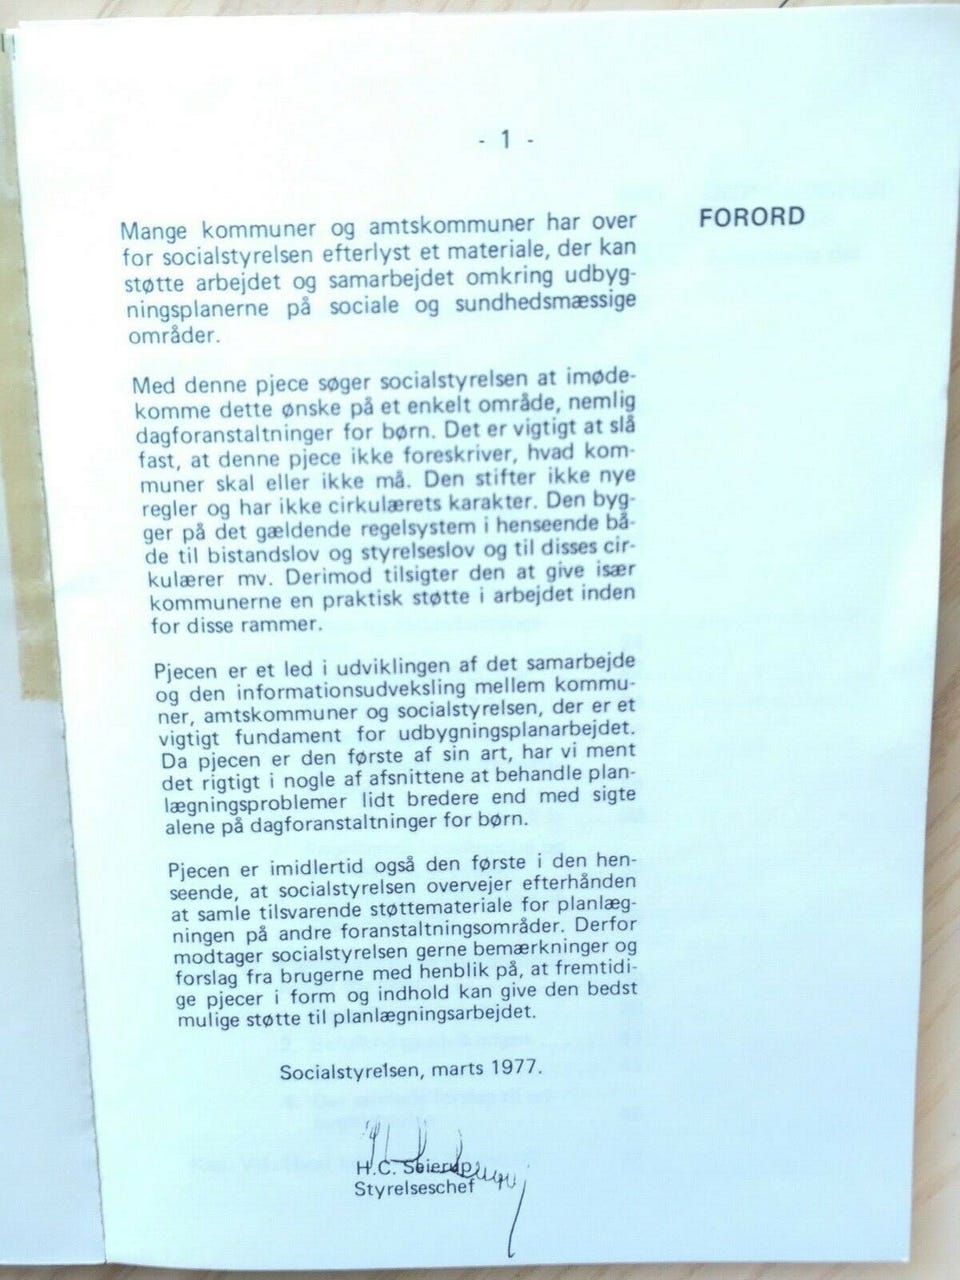 - 1 -
FORORD
Mange kommuner og amtskommuner har over
for socialstyrelsen efterlyst et materiale, der kan
støtte arbejdet og samarbejdet omkring udbyg-
ningsplanerne på sociale og sundhedsmæssige
områder.
Med denne pjece søger socialstyrelsen at imøde-
komme dette ønske på et enkelt område, nemlig
dagforanstaltninger for børn. Det er vigtigt at slå
fast, at denne pjece ikke foreskriver, hvad kom-
muner skal eller ikke må. Den stifter ikke nye
regler og har ikke cirkulærets karakter. Den byg-
ger på det gældende regelsystem i henseende bå-
de til bistandslov og styrelseslov og til disses cir-
kulærer mv. Derimod tilsigter den at give især
kommunerne en praktisk støtte i arbejdet inden
for disse rammer.
Pjecen er et led i udviklingen af det samarbejde
og den informationsudveksling mellem kommu-
ner, amtskommuner og socialstyrelsen, der er et
vigtigt fundament for udbygningsplanarbejdet.
Da pjecen er den første af sin art, har vi ment
det rigtigt i nogle af afsnittene at behandle plan-
lægningsproblemer lidt bredere end med sigte
alene på dagforanstaltninger for børn.
Pjecen er imidlertid også den første i den hen-
seende, at socialstyrelsen overvejer efterhånden
at samle tilsvarende støttemateriale for planlæg-
ningen på andre foranstaltningsområder. Derfor
modtager socialstyrelsen gerne bemærkninger og
forslag fra brugerne med henblik på, at fremtidi-
ge pjecer i form og indhold kan give den bedst
mulige støtte til planlægningsarbejdet.
Socialstyrelsen, marts 1977.
H.C. Seierup
Styrelseschef